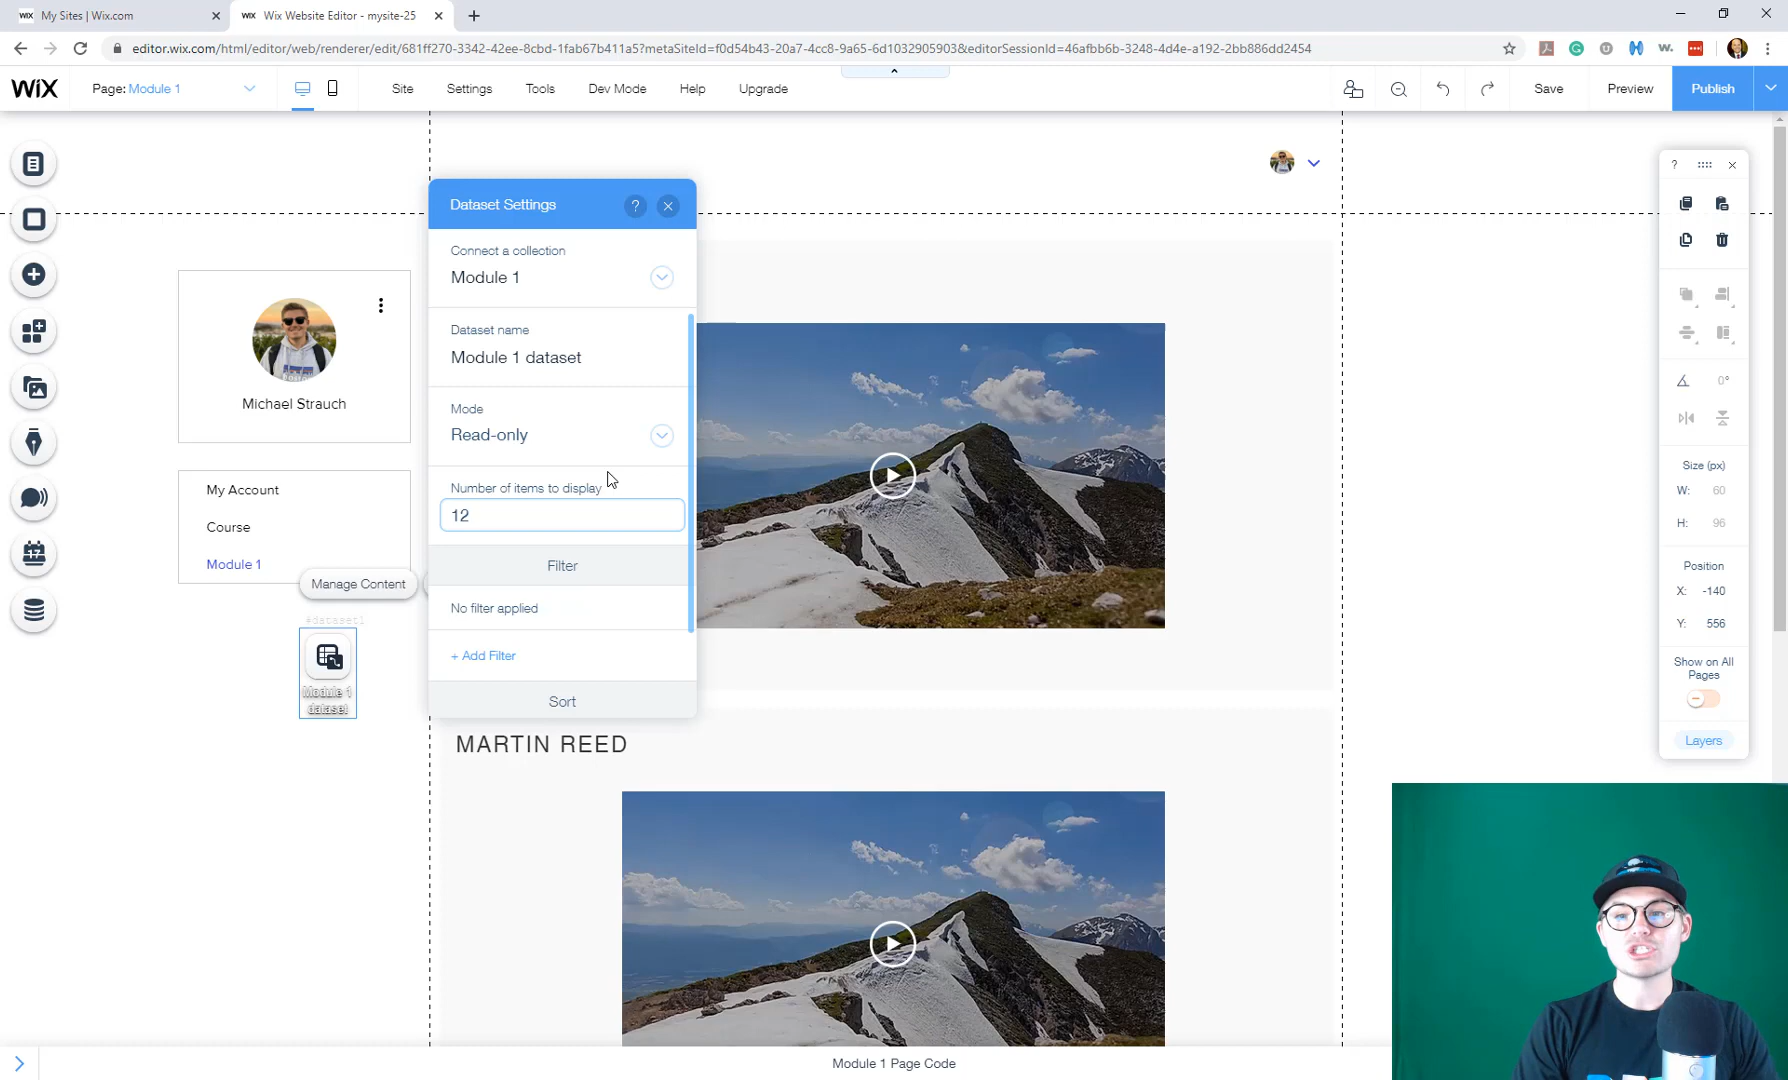 WiX My Sites | Wix.com
WiX Wix Website Editor - mysite-25
editor.wix.com/html/editor/web/renderer/edit/681ff270-3342-42ee-8cbd-1fab67b411a5?metaSiteId=f0d54b43-20a7-4cc8-9a65-6d1032905903&editorSessionId=46afbb6b-3248-4d4e-a192-2bb886dd2454
WiX Page: Module 1 Site Settings Tools Dev Mode Help Upgrade Save Preview Publish
Dataset Settings ?
Connect a collection
Module 1
Dataset name
Module 1 dataset
Mode
Read-only
Number of items to display
12
Filter
No filter applied
+ Add Filter
Sort
Michael Strauch
My Account
Course
Module 1
Manage Content
#dataset1
Module 1
dataset
MARTIN REED
?
0°
Size (px)
W: 60
H: 96
Position
X: -140
Y: 556
Show on All
Pages
Layers
17
Module 1 Page Code